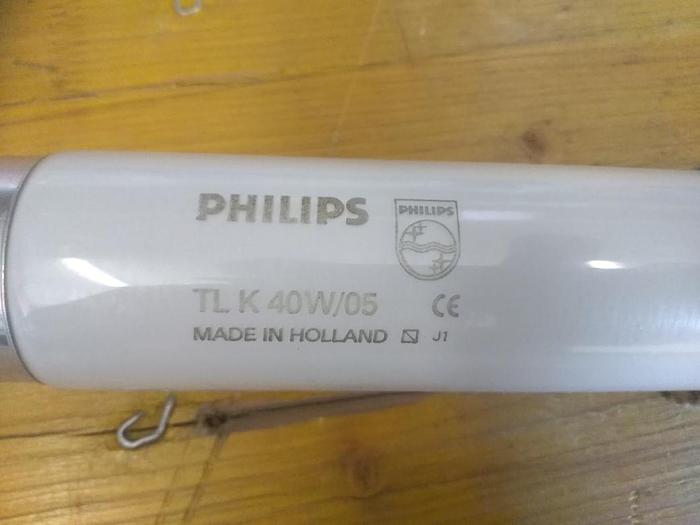 PHILIPS
PHILIPS
TL K 40W/05 CE
MADE IN HOLLAND J1